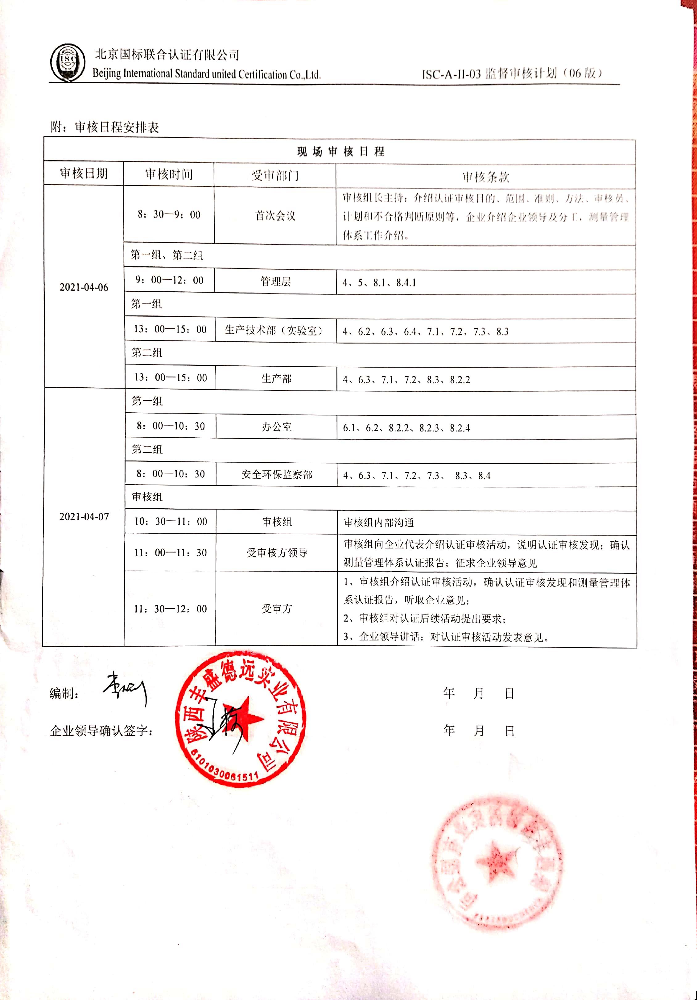 ISC
北京国标联合认证有限公司
Beijing International Standard united Certification Co.,Ltd.
ISC-A-II-03 监督审核计划（06 版）
附：审核日程安排表
现 场 审 核 日 程
审核日期 审核时间 受审部门 审核条款
2021-04-06
8：30—9：00 首次会议
审核组长主持：介绍认证审核目的、范围、准则、方法、审核员、
计划和不合格判断原则等，企业介绍企业领导及分工，测量管理
体系工作介绍。
第一组、第二组
9：00—12：00 管理层 4、5、8.1、8.4.1
第一组
13：00—15：00 生产技术部（实验室） 4、6.2、6.3、6.4、7.1、7.2、7.3、8.3
第二组
13：00—15：00 生产部 4、6.3、7.1、7.2、8.3、8.2.2
2021-04-07
第一组
8：00—10：30 办公室 6.1、6.2、8.2.2、8.2.3、8.2.4
第二组
8：00—10：30 安全环保监察部 4、6.3、7.1、7.2、7.3、 8.3、8.4
审核组
10：30—11：00 审核组 审核组内部沟通
11：00—11：30 受审核方领导
审核组向企业代表介绍认证审核活动，说明认证审核发现；确认
测量管理体系认证报告；征求企业领导意见
11：30—12：00 受审方
1、审核组介绍认证审核活动，确认认证审核发现和测量管理体
系认证报告，听取企业意见；
2、审核组对认证后续活动提出要求；
3、企业领导讲话：对认证审核活动发表意见。
编制： 年 月 日
企业领导确认签字： 年 月 日
陕西丰盛德远实业有限公司
6101030061511